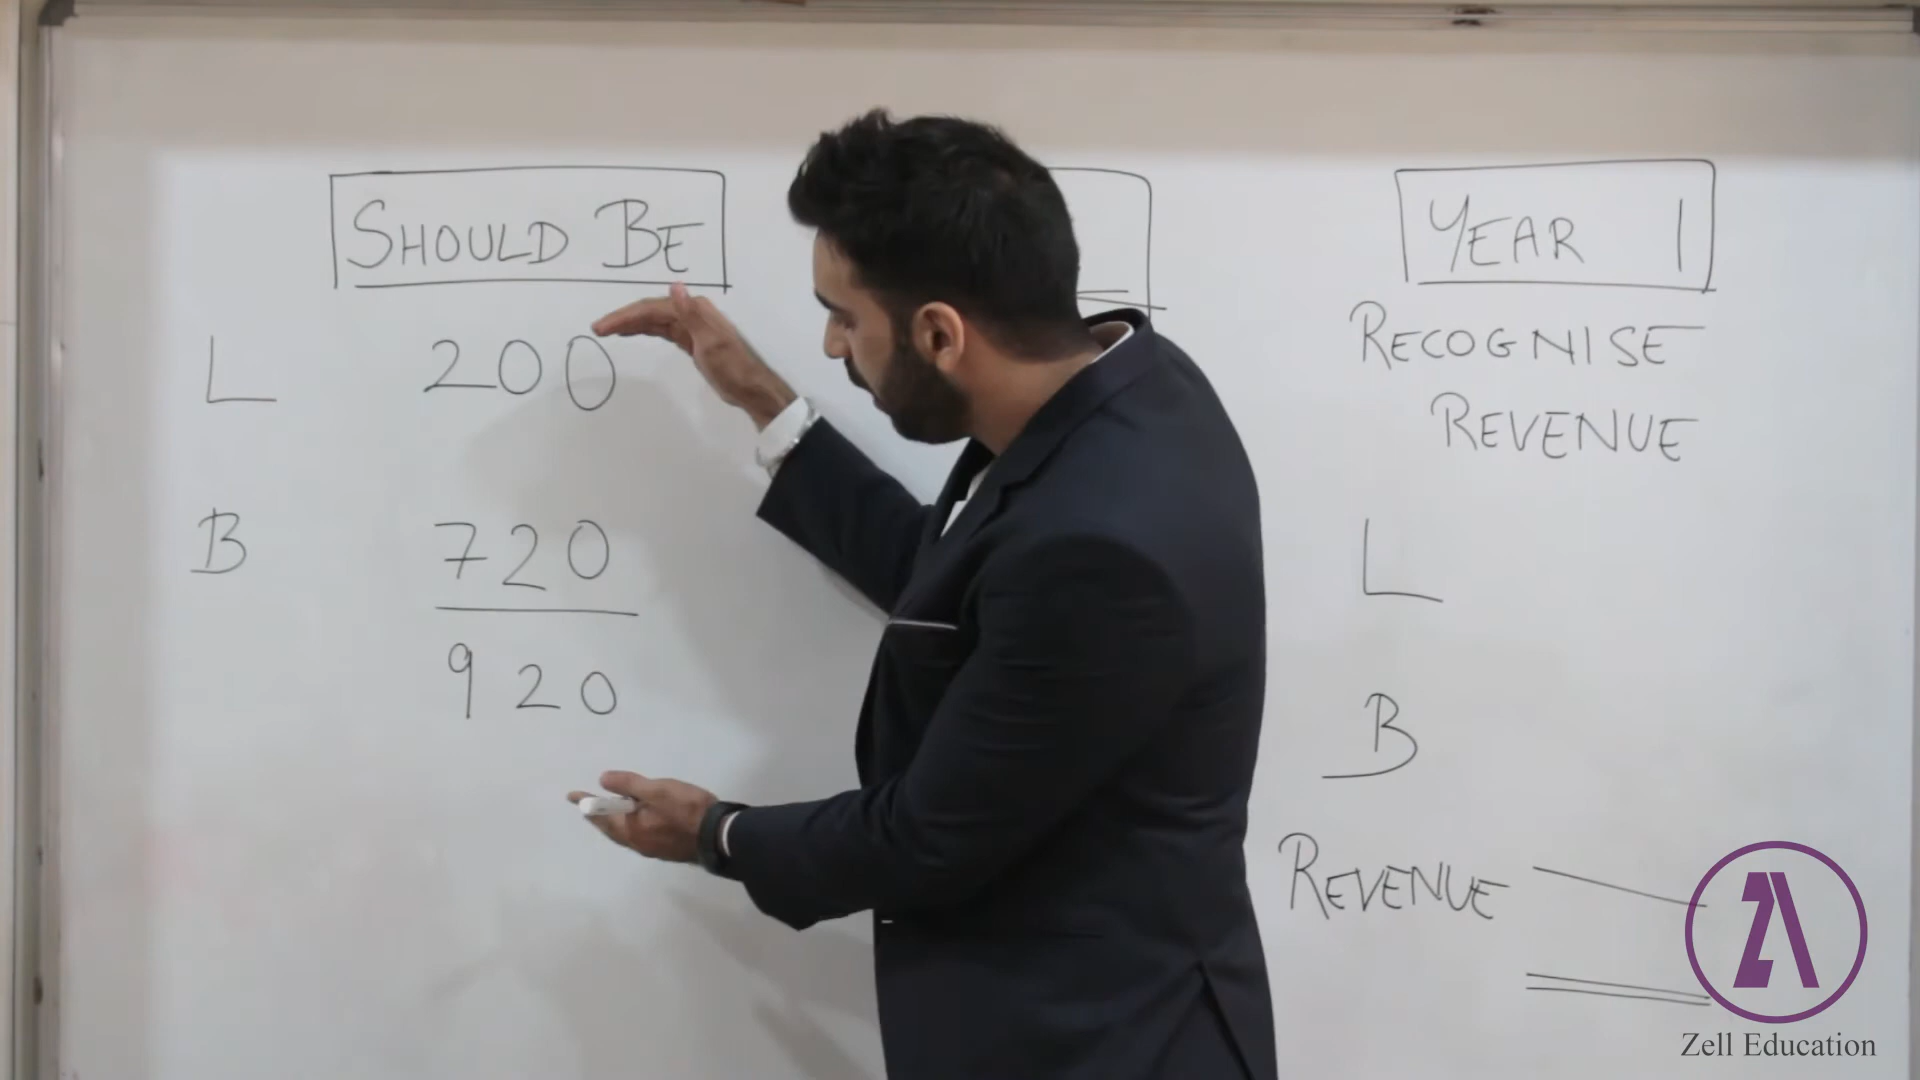 SHOULD BE
L 200
B 720
920
YEAR 1
RECOGNISE
REVENUE
L
B
REVENUE
Zell Education